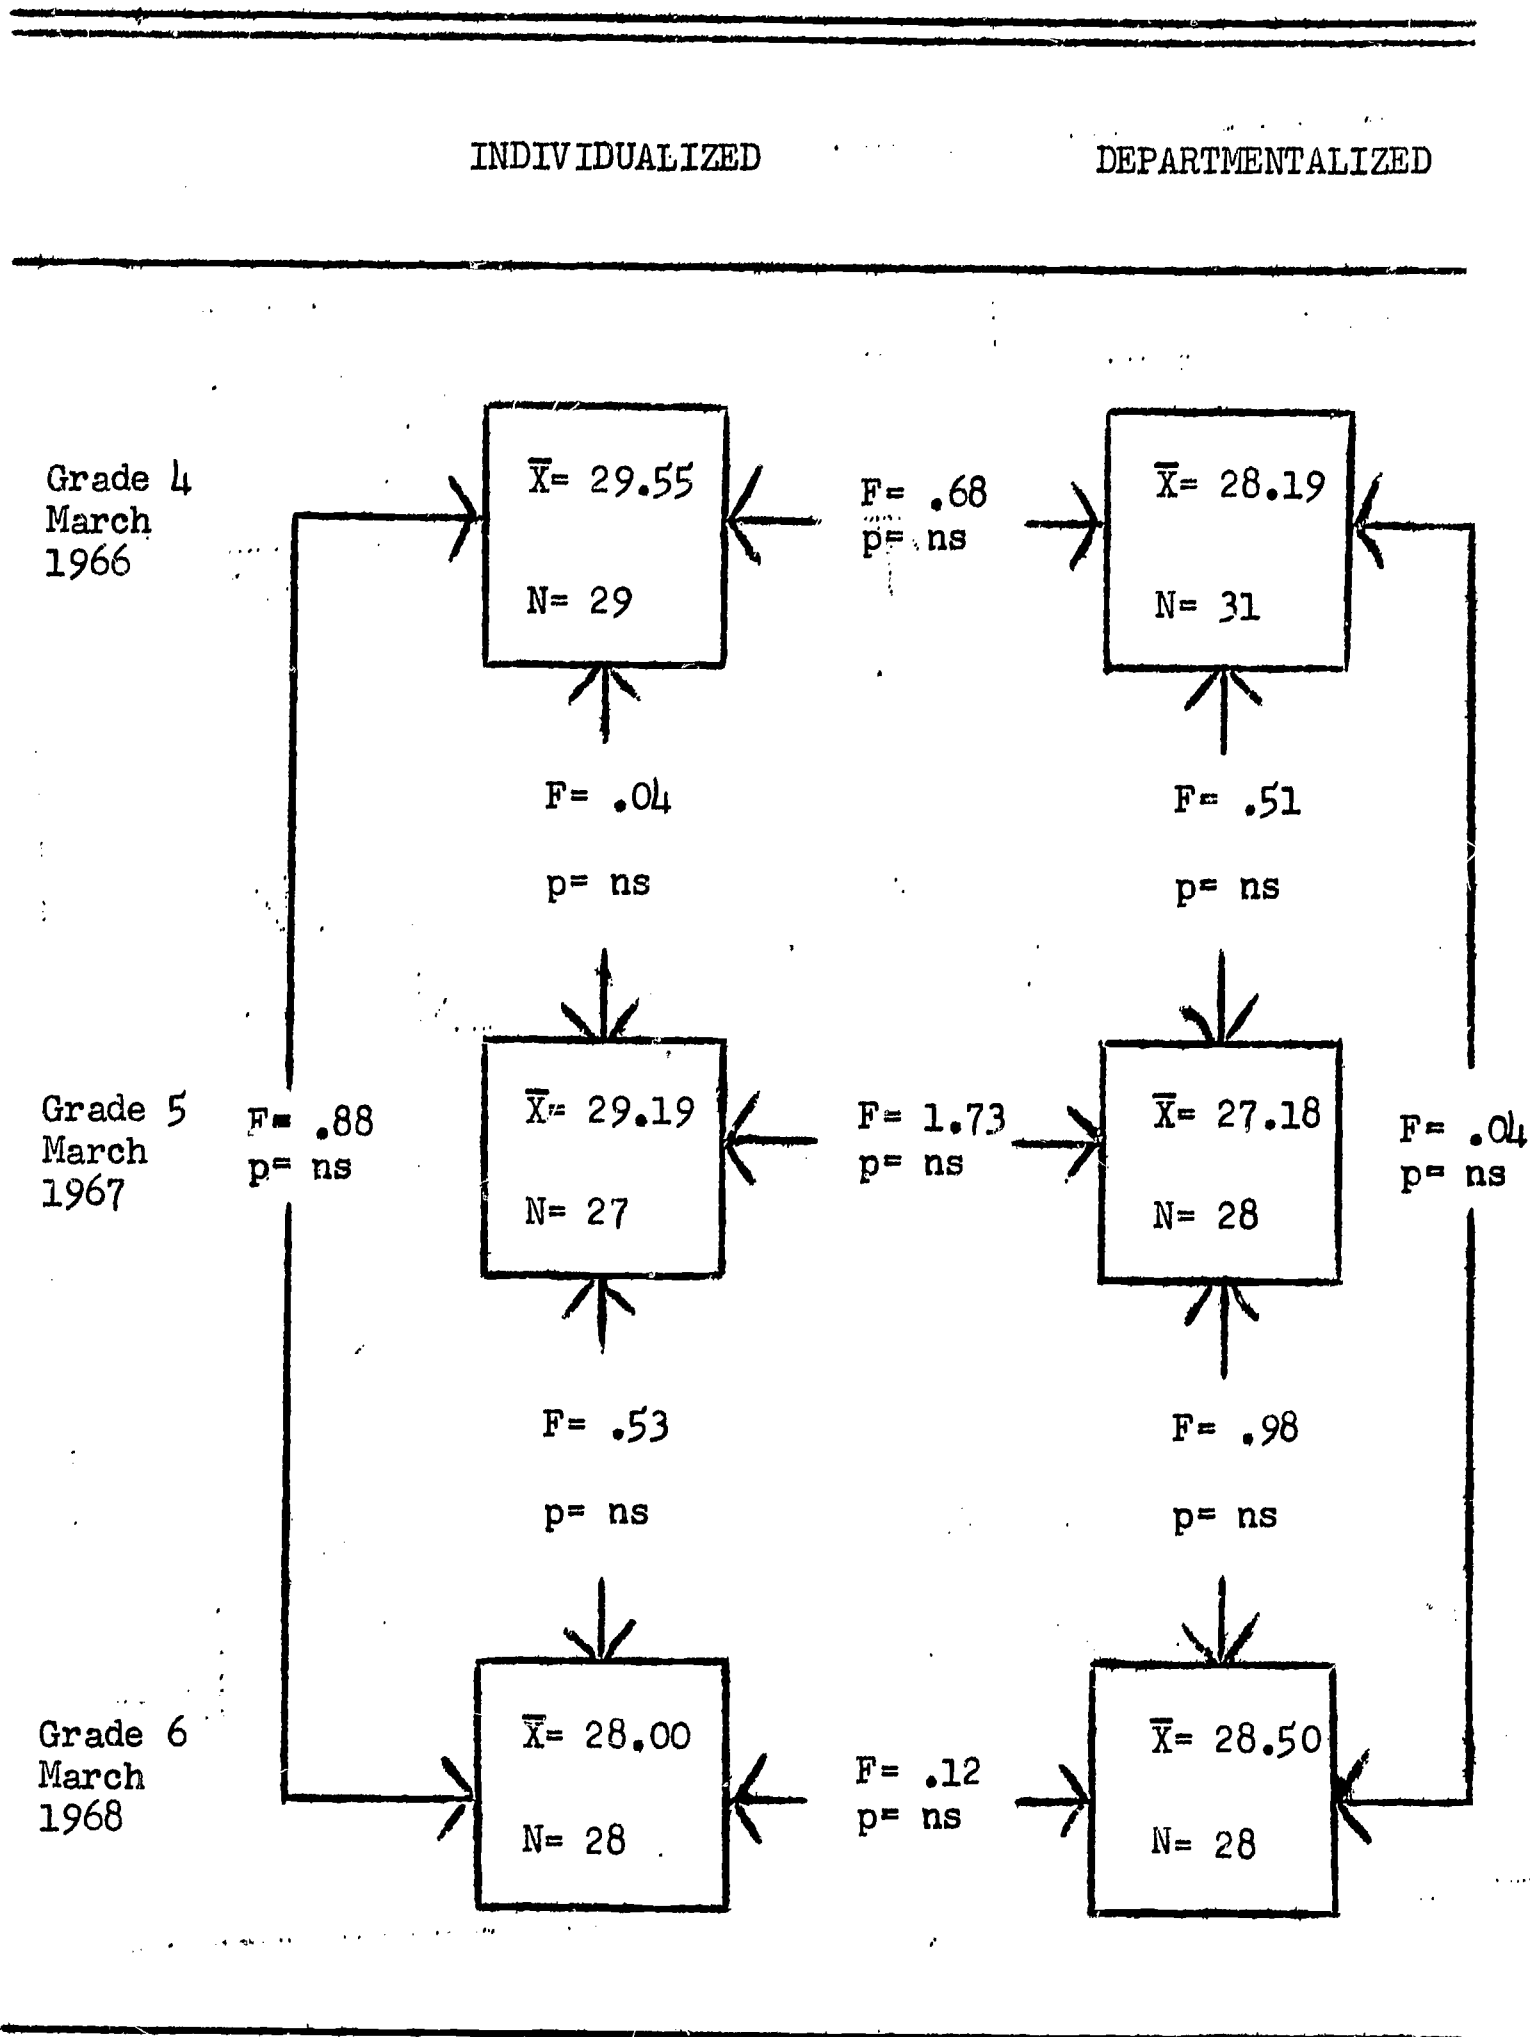 INDIVIDUALIZED DEPARTMENTALIZED
Grade 4
March
1966
X̅= 29.55
N= 29
F= .68
p= ns
X̅= 28.19
N= 31
F= .04
p= ns
F= .51
p= ns
Grade 5
March
1967
F= .88
p= ns
X̅= 29.19
N= 27
F= 1.73
p= ns
X̅= 27.18
N= 28
F= .04
p= ns
F= .53
p= ns
F= .98
p= ns
Grade 6
March
1968
X̅= 28.00
N= 28
F= .12
p= ns
X̅= 28.50
N= 28